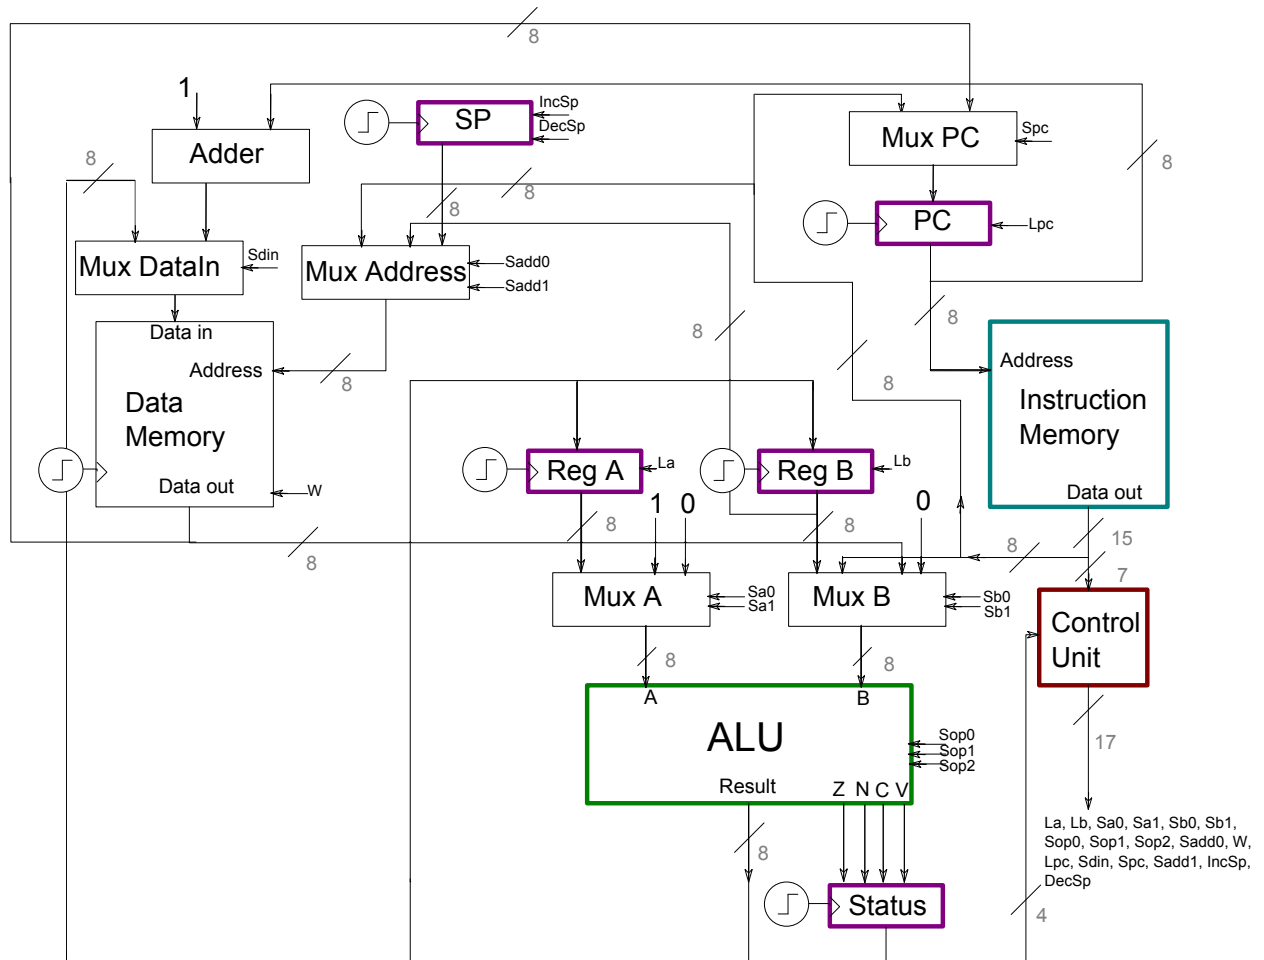 8
1
IncSp
SP
DecSp
Mux PC
Spc
Adder
8
8
8
8
PC
Lpc
Sdin
Mux DataIn
Mux Address
Sadd0
Sadd1
8
8
Data in
Address
8
8
Address
Data
Memory
Instruction
Memory
Reg A
La
Reg B
Lb
Data out
W
Data out
1
0
0
8
8
8
15
8
7
Mux A
Sa0
Sa1
Mux B
Sb0
Sb1
Control
Unit
8
8
A
B
ALU
Sop0
Sop1
Sop2
17
Result
Z
N
C
V
La, Lb, Sa0, Sa1, Sb0, Sb1,
Sop0, Sop1, Sop2, Sadd0, W,
Lpc, Sdin, Spc, Sadd1, IncSp,
DecSp
8
Status
4